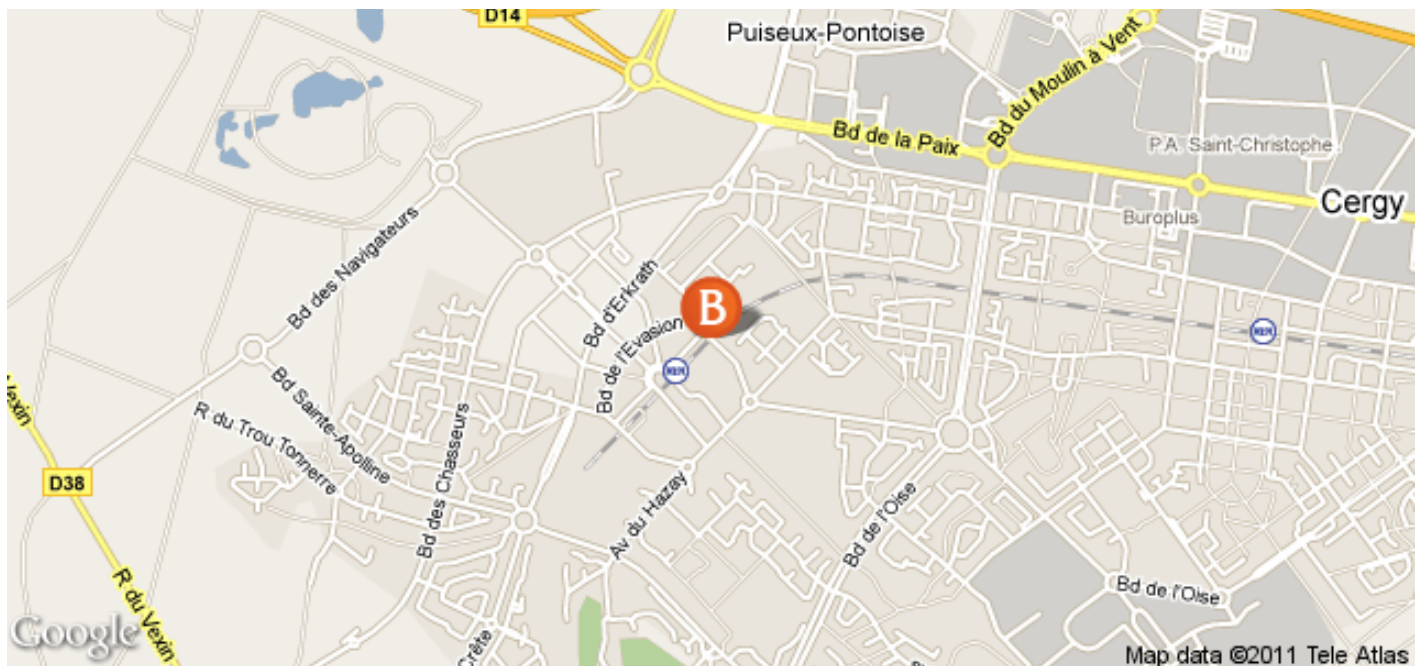 D14
Puiseux-Pontoise
Bd du Moulin à Vent
Bd de la Paix
P.A. Saint-Christophe
Cergy
Buroplus
Bd des Navigateurs
Bd d'Erkrath
B
Bd de l'Evasion
RER
RER
Vexin
Bd Sainte-Apolline
R du Trou Tonnerre
Bd des Chasseurs
D38
Av du Hazay
Bd de l'Oise
Bd de l'Oise
R du Vexin
Google
Crête
Map data ©2011 Tele Atlas